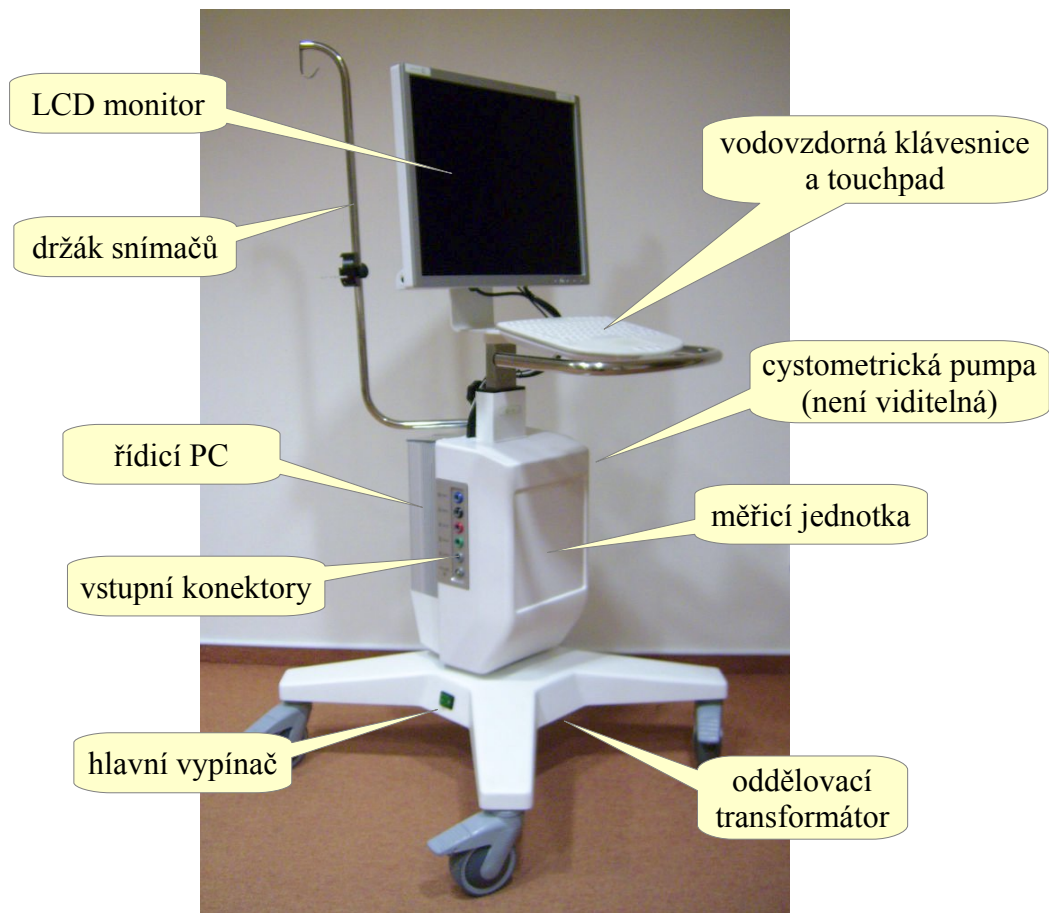 LCD monitor
vodovzdorná klávesnice
a touchpad
držák snímačů
cystometrická pumpa
(není viditelná)
řídicí PC
měřicí jednotka
vstupní konektory
hlavní vypínač
oddělovací
transformátor